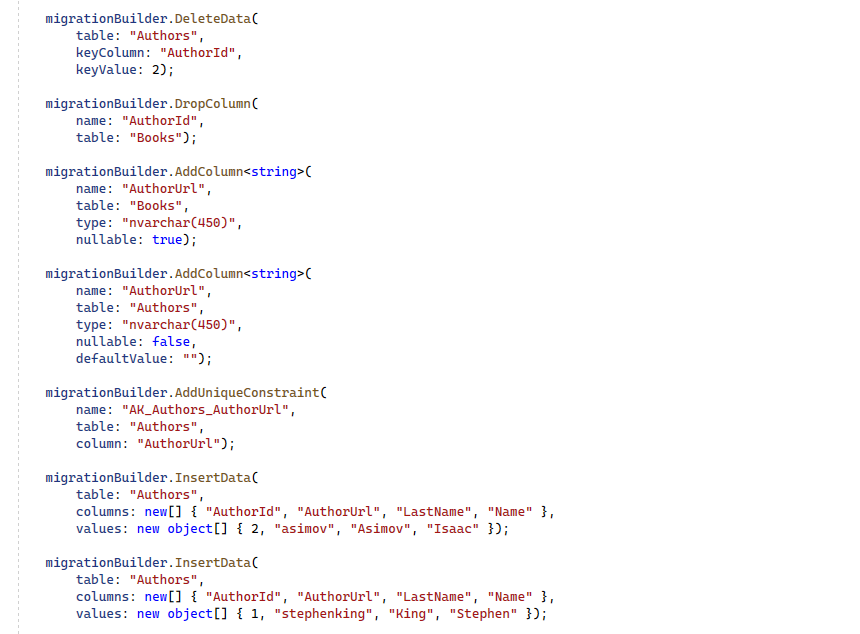 migrationBuilder.DeleteData(
    table: "Authors",
    keyColumn: "AuthorId",
    keyValue: 2);

migrationBuilder.DropColumn(
    name: "AuthorId",
    table: "Books");

migrationBuilder.AddColumn<string>(
    name: "AuthorUrl",
    table: "Books",
    type: "nvarchar(450)",
    nullable: true);

migrationBuilder.AddColumn<string>(
    name: "AuthorUrl",
    table: "Authors",
    type: "nvarchar(450)",
    nullable: false,
    defaultValue: "");

migrationBuilder.AddUniqueConstraint(
    name: "AK_Authors_AuthorUrl",
    table: "Authors",
    column: "AuthorUrl");

migrationBuilder.InsertData(
    table: "Authors",
    columns: new[] { "AuthorId", "AuthorUrl", "LastName", "Name" },
    values: new object[] { 2, "asimov", "Asimov", "Isaac" });

migrationBuilder.InsertData(
    table: "Authors",
    columns: new[] { "AuthorId", "AuthorUrl", "LastName", "Name" },
    values: new object[] { 1, "stephenking", "King", "Stephen" });